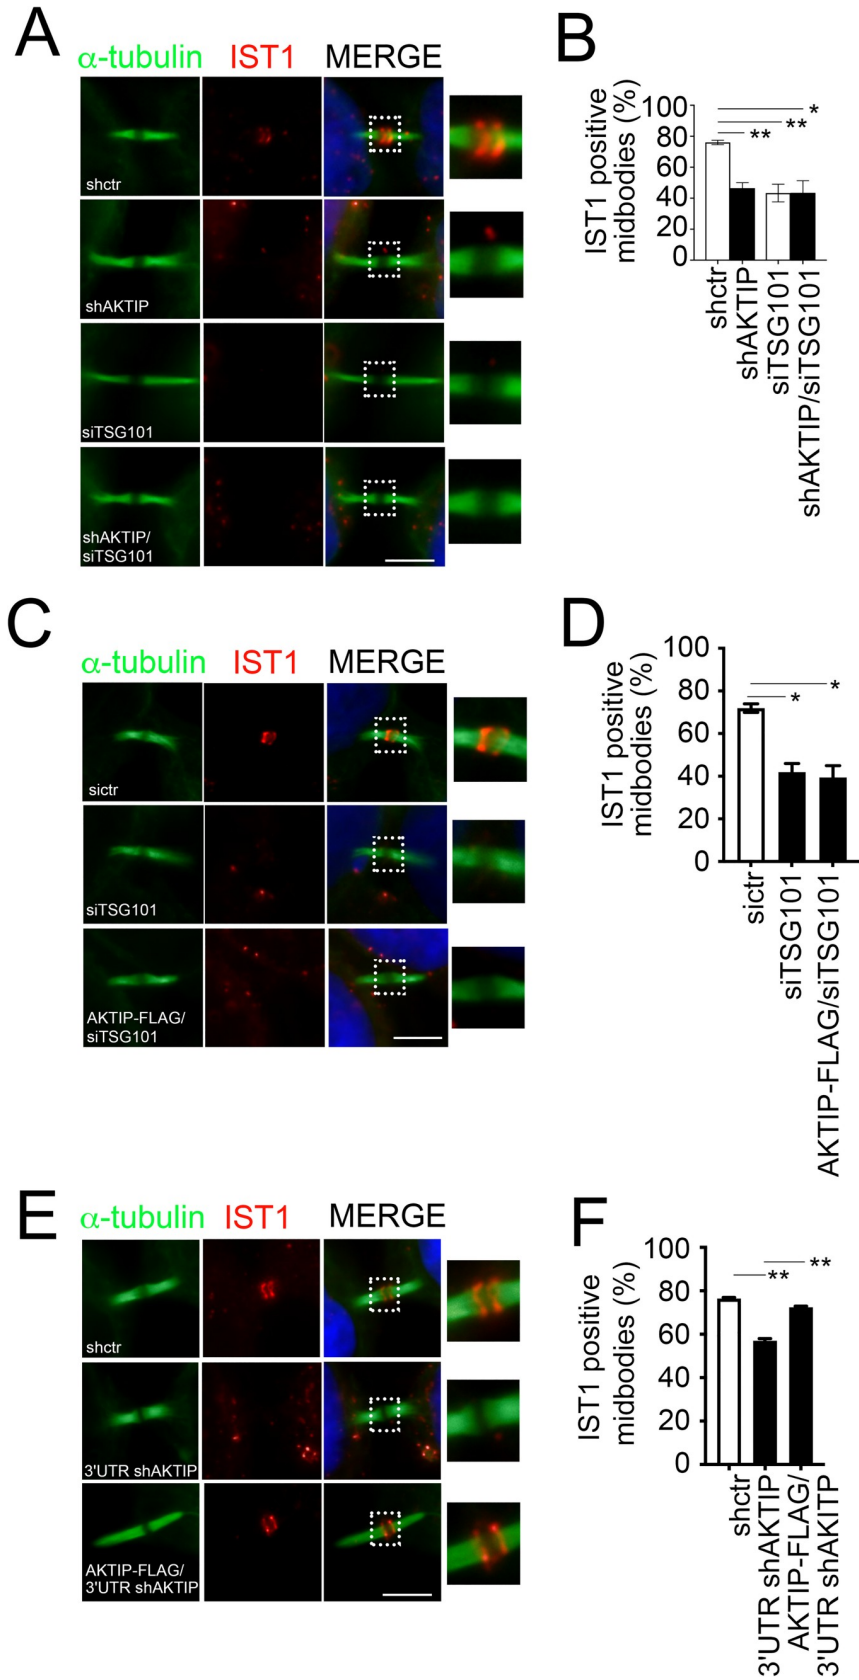 A
α-tubulin IST1 MERGE
shctr
shAKTIP
siTSG101
shAKTIP/
siTSG101
B
IST1 positive
midbodies (%)
100
80
60
40
20
0
*
**
**
shctr
shAKTIP
siTSG101
shAKTIP/siTSG101
C
α-tubulin IST1 MERGE
sictr
siTSG101
AKTIP-FLAG/
siTSG101
D
IST1 positive
midbodies (%)
100
80
60
40
20
0
*
*
sictr
siTSG101
AKTIP-FLAG/siTSG101
E
α-tubulin IST1 MERGE
shctr
3'UTR shAKTIP
AKTIP-FLAG/
3'UTR shAKTIP
F
IST1 positive
midbodies (%)
100
80
60
40
20
0
**
**
shctr
3'UTR shAKTIP
AKTIP-FLAG/
3'UTR shAKITP